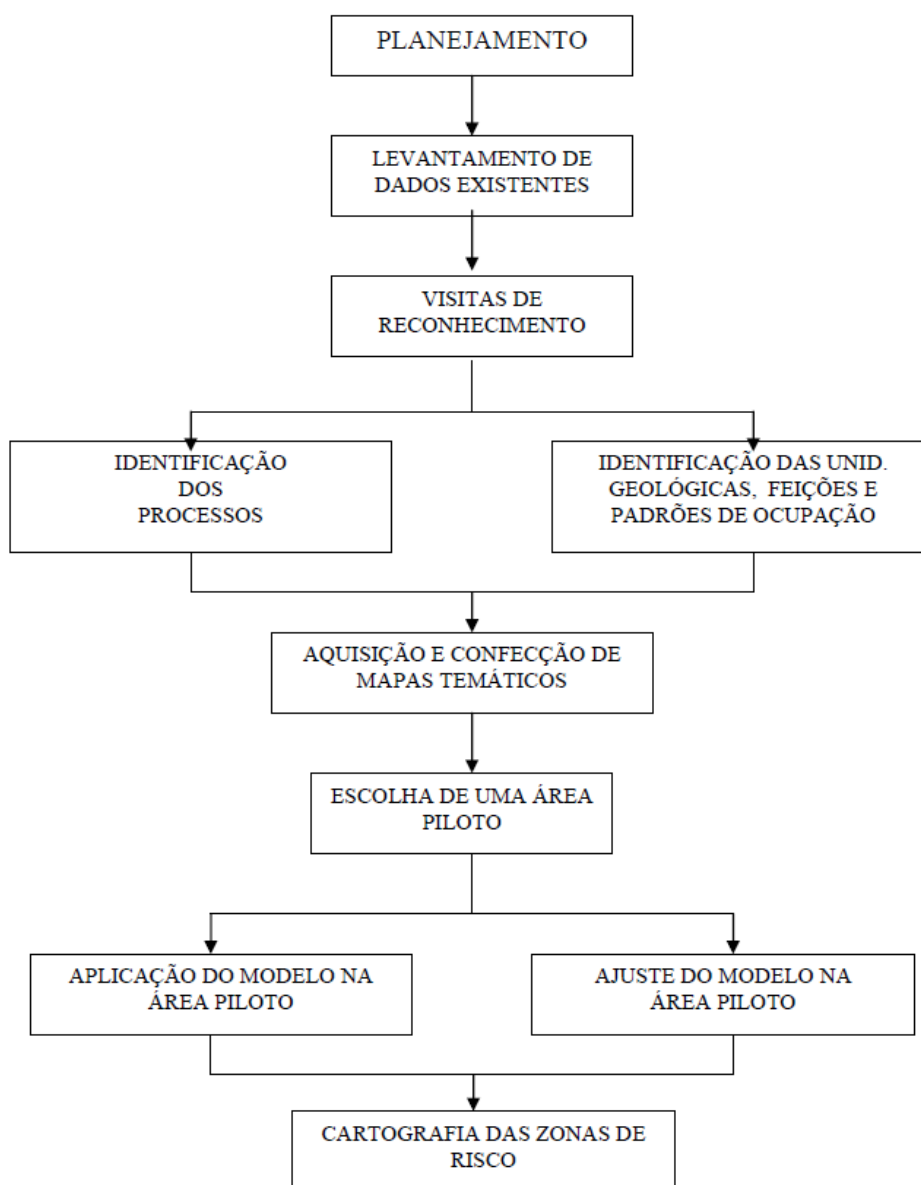 PLANEJAMENTO
LEVANTAMENTO DE
DADOS EXISTENTES
VISITAS DE
RECONHECIMENTO
IDENTIFICAÇÃO
DOS
PROCESSOS
IDENTIFICAÇÃO DAS UNID.
GEOLÓGICAS, FEIÇÕES E
PADRÕES DE OCUPAÇÃO
AQUISIÇÃO E CONFECÇÃO DE
MAPAS TEMÁTICOS
ESCOLHA DE UMA ÁREA
PILOTO
APLICAÇÃO DO MODELO NA
ÁREA PILOTO
AJUSTE DO MODELO NA
ÁREA PILOTO
CARTOGRAFIA DAS ZONAS DE
RISCO